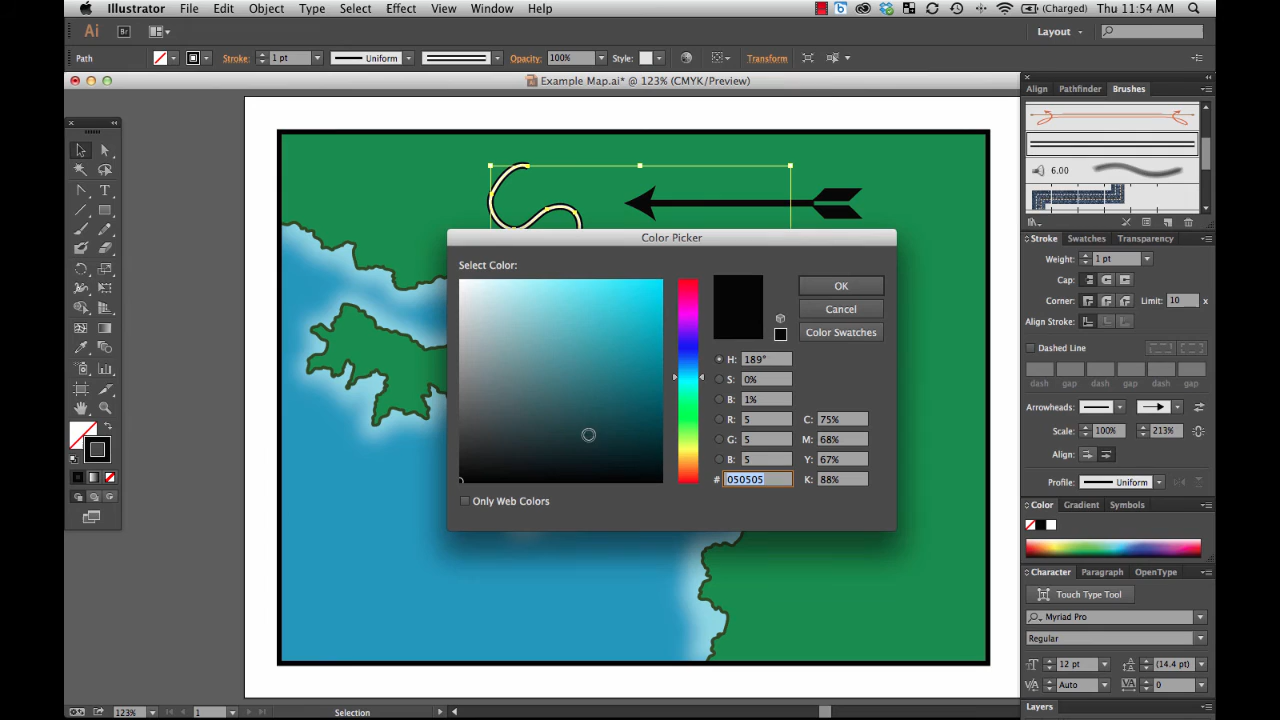 Illustrator File Edit Object Type Select Effect View Window Help (Charged) Thu 11:54 AM
Ai Br Layout
Path Stroke: 1 pt Uniform Opacity: 100% Style: Transform
Example Map.ai* @ 123% (CMYK/Preview)
Align Pathfinder Brushes
6.00
Stroke Swatches Transparency
Weight: 1 pt
Cap:
Corner: Limit: 10 x
Align Stroke:
Dashed Line
dash gap dash gap dash gap
Arrowheads:
Scale: 100% 213%
Align:
Profile: Uniform
Color Gradient Symbols
Character Paragraph OpenType
Touch Type Tool
Myriad Pro
Regular
12 pt (14.4 pt)
Auto 0
Layers
Color Picker
Select Color:
OK
Cancel
Color Swatches
H: 189°
S: 0%
B: 1%
R: 5 C: 75%
G: 5 M: 68%
B: 5 Y: 67%
# 050505 K: 88%
Only Web Colors
123% 1 Selection